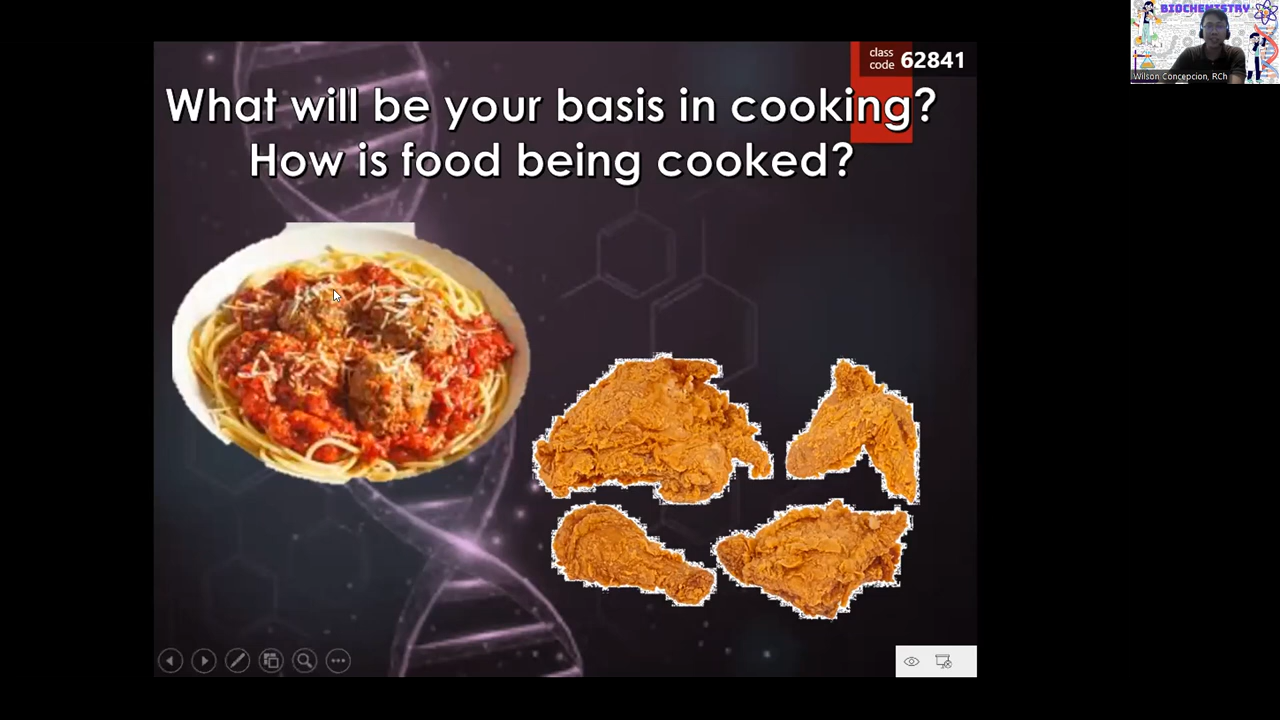 class
code 62841
What will be your basis in cooking?
How is food being cooked?
BIOCHEMISTRY
Wilson Concepcion, RCh